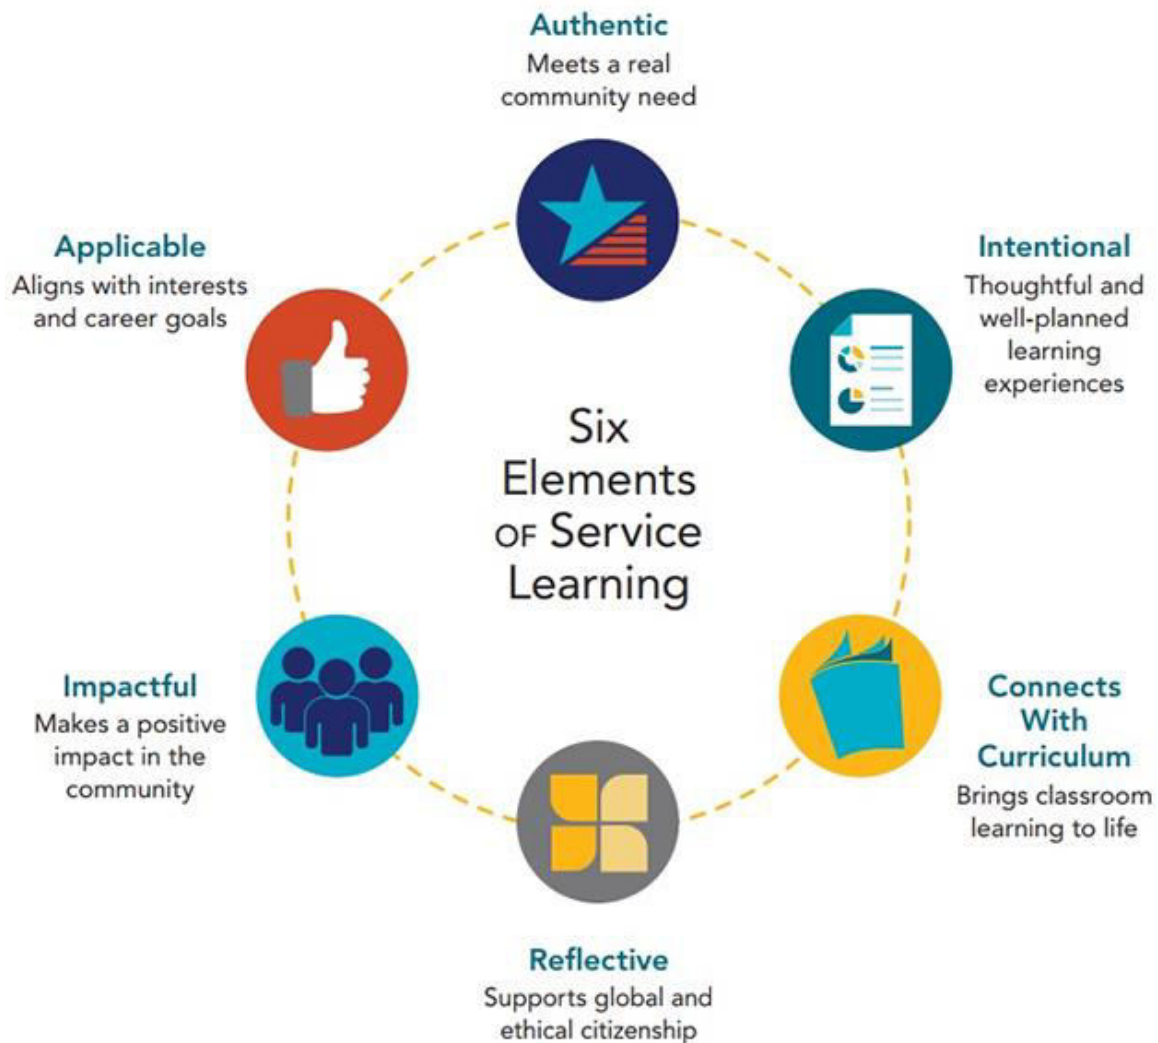 Authentic
Meets a real
community need
Intentional
Thoughtful and
well-planned
learning
experiences
Connects
With
Curriculum
Brings classroom
learning to life
Reflective
Supports global and
ethical citizenship
Impactful
Makes a positive
impact in the
community
Applicable
Aligns with interests
and career goals
Six
Elements
OF Service
Learning